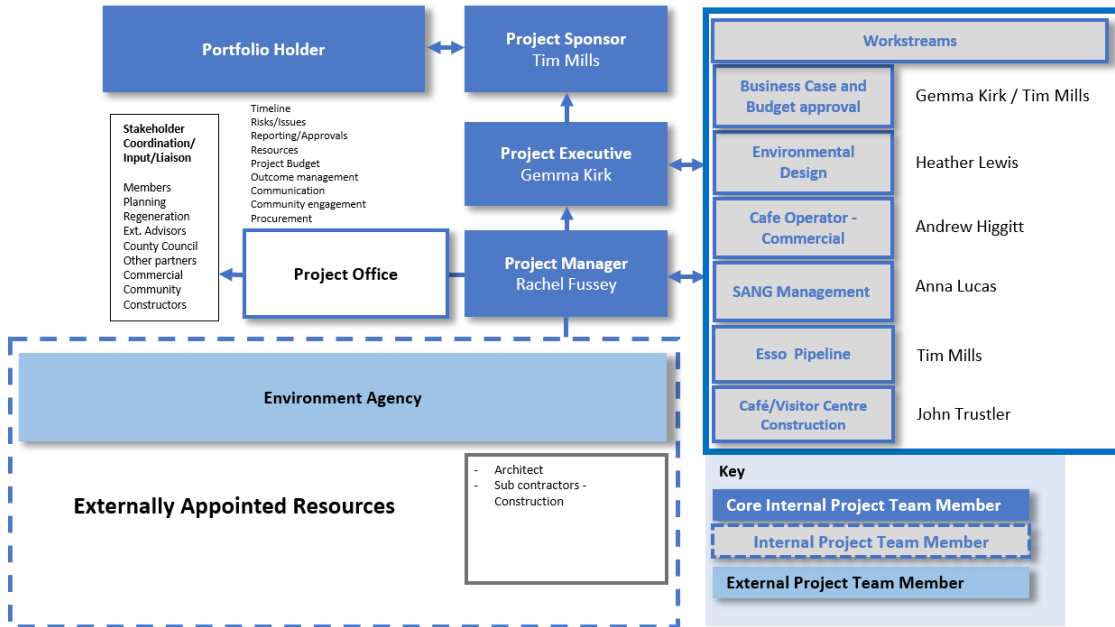 Portfolio Holder
Project Sponsor
Tim Mills
Timeline
Risks/Issues
Reporting/Approvals
Resources
Project Budget
Outcome management
Communication
Community engagement
Procurement
Stakeholder
Coordination/
Input/Liaison
Members
Planning
Regeneration
Ext. Advisors
County Council
Other partners
Commercial
Community
Constructors
Project Executive
Gemma Kirk
Project Office
Project Manager
Rachel Fussey
Environment Agency
Externally Appointed Resources
- Architect
- Sub contractors -
Construction
Workstreams
Business Case and
Budget approval
Gemma Kirk / Tim Mills
Environmental
Design
Heather Lewis
Cafe Operator -
Commercial
Andrew Higgitt
SANG Management
Anna Lucas
Esso Pipeline
Tim Mills
Café/Visitor Centre
Construction
John Trustler
Key
Core Internal Project Team Member
Internal Project Team Member
External Project Team Member